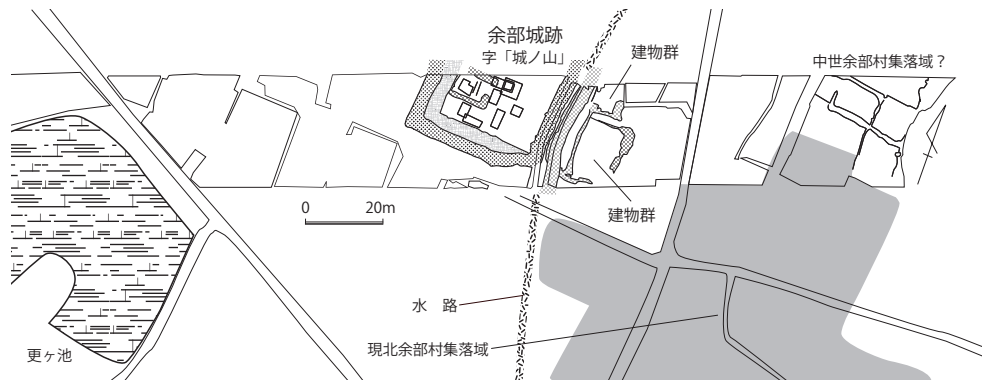 余部城跡
字「城ノ山」
建物群
中世余部村集落域？
0 20m
建物群
水　路
現北余部村集落域
更ヶ池